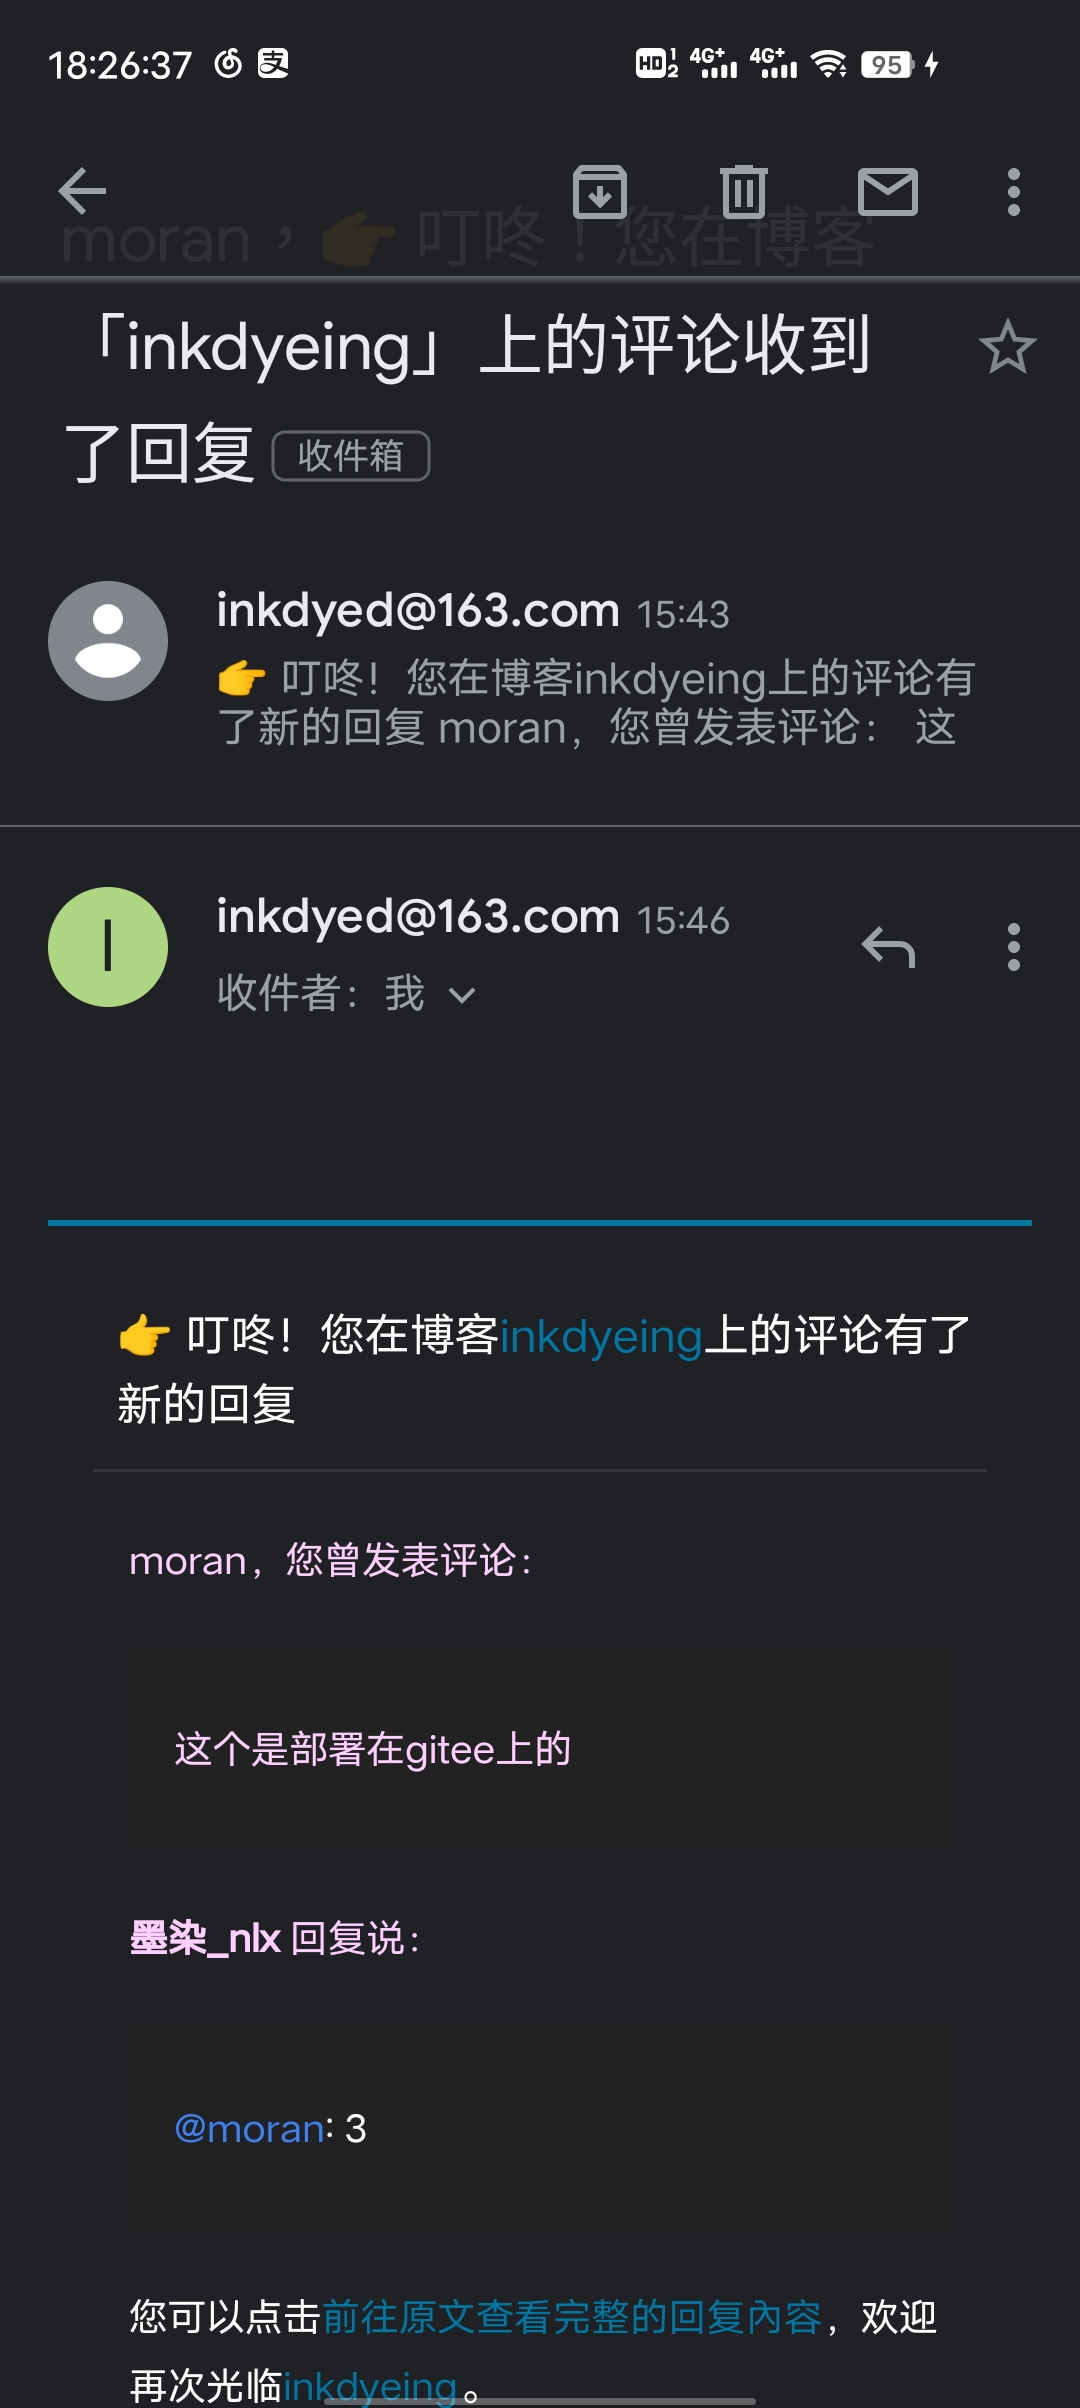 18:26:37 支 HD 1 2 4G+ 4G+ 95
moran，👉 叮咚！您在博客
「inkdyeing」上的评论收到
了回复 收件箱
inkdyed@163.com 15:43
👉 叮咚！您在博客inkdyeing上的评论有
了新的回复 moran，您曾发表评论： 这
I
inkdyed@163.com 15:46
收件者：我
👉 叮咚！您在博客inkdyeing上的评论有了
新的回复
moran，您曾发表评论：
这个是部署在gitee上的
墨染_nlx 回复说：
@moran: 3
您可以点击前往原文查看完整的回复內容，欢迎
再次光临inkdyeing。